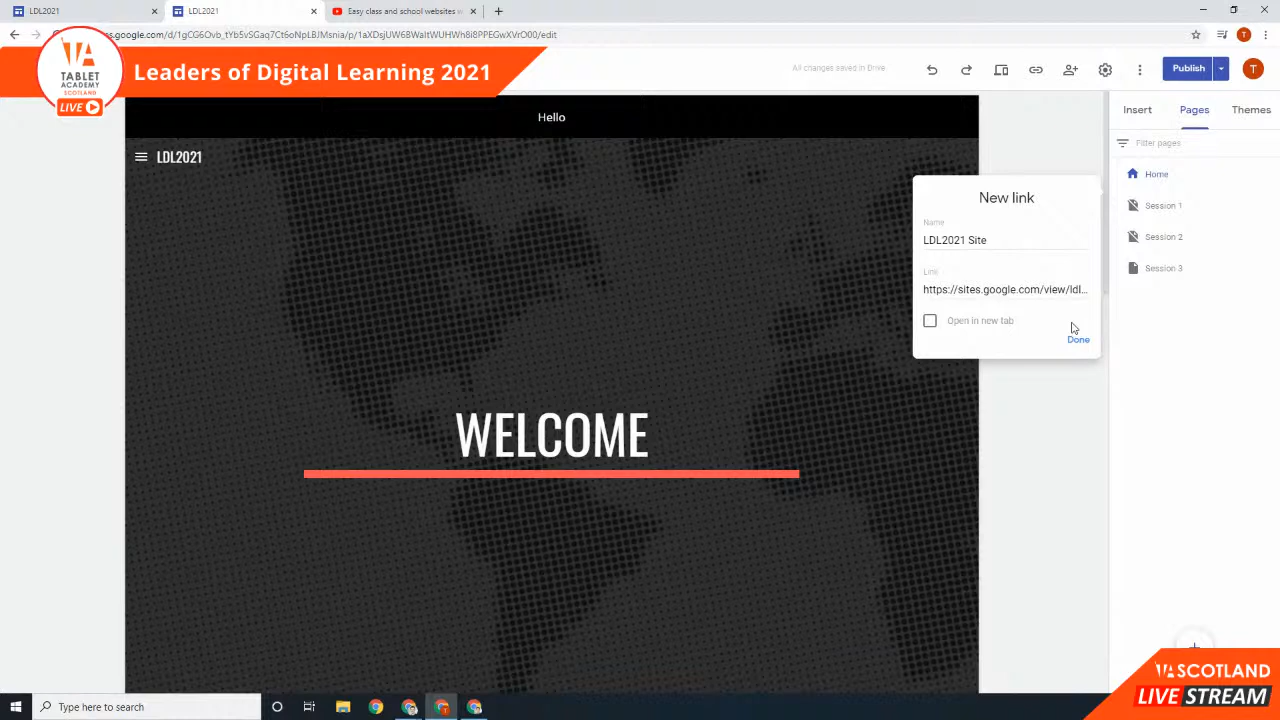 LDL2021
LDL2021
Easy class and school websites w
.google.com/d/1gCG6Ovb_tYb5vSGaq7Ct6oNpLBJMsnia/p/1aXDsjUW6BWaItWUHWh8i8PPEGwXVrO00/edit
TABLET
ACADEMY
SCOTLAND
LIVE
Leaders of Digital Learning 2021
All changes saved in Drive
Publish
T
Hello
LDL2021
WELCOME
New link
Name
LDL2021 Site
Link
https://sites.google.com/view/ldl...
Open in new tab
Done
Insert
Pages
Themes
Filter pages
Home
Session 1
Session 2
Session 3
Type here to search
TA SCOTLAND
LIVE STREAM